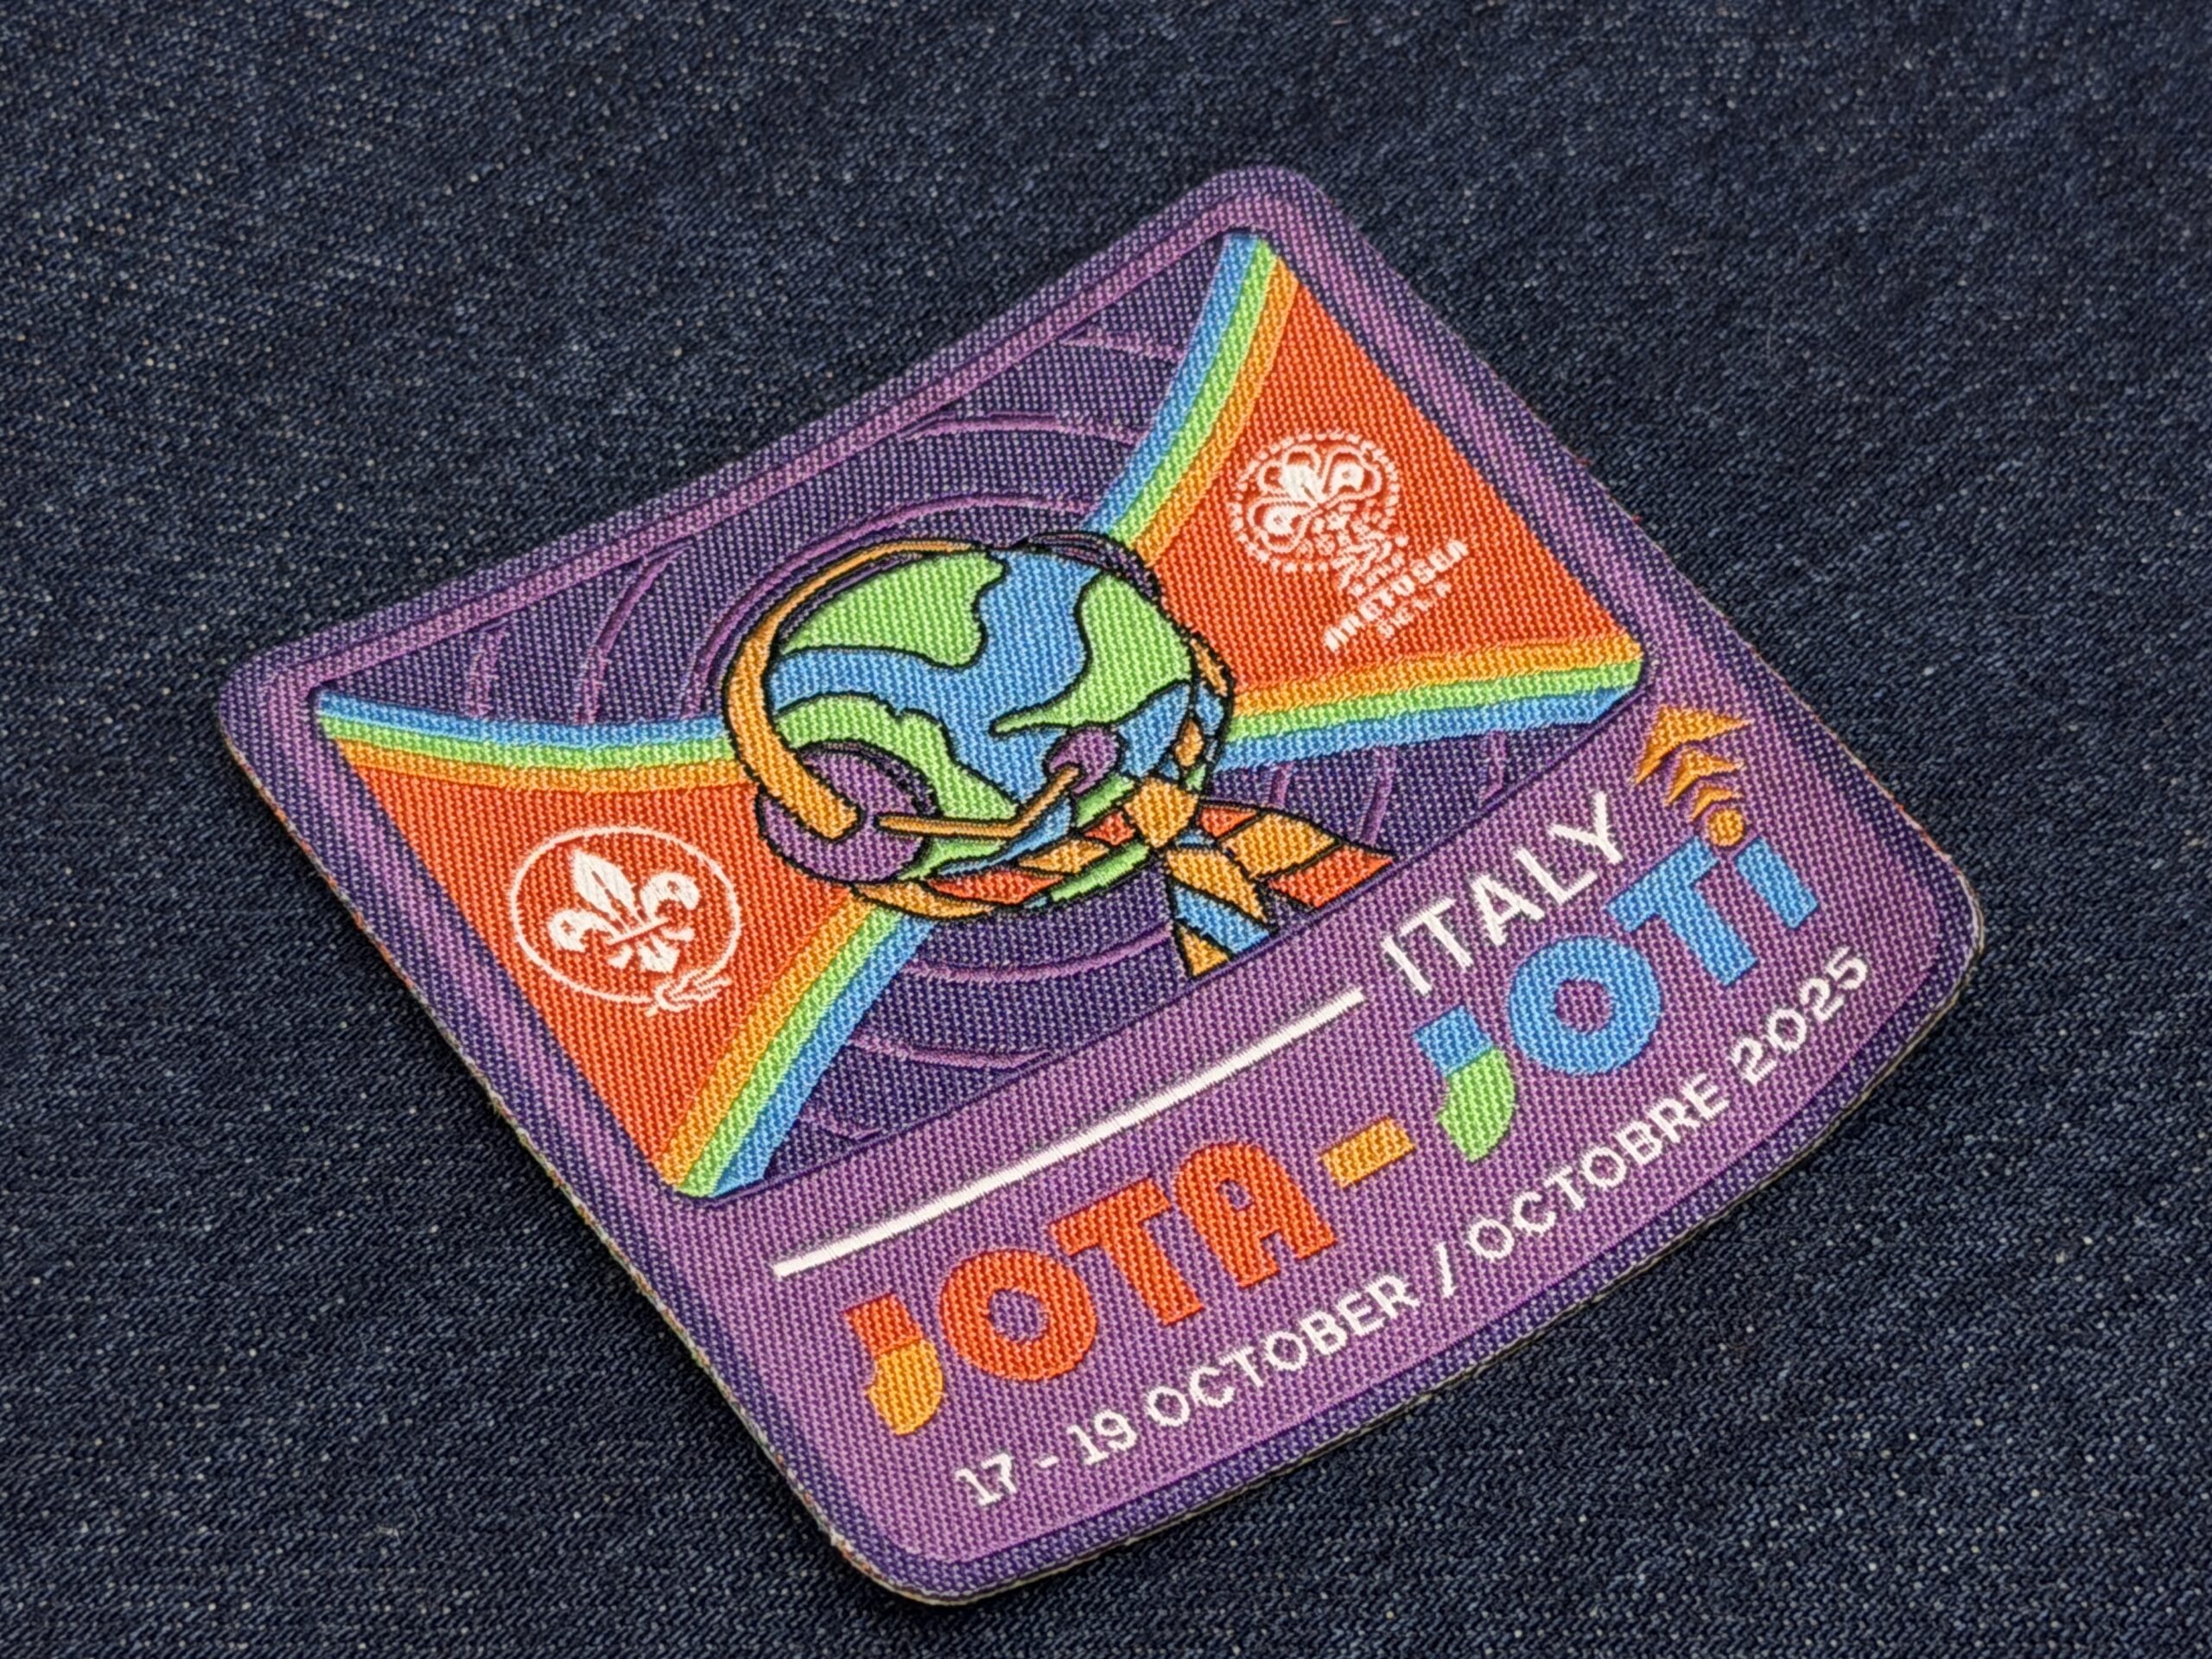 ITALY
JOTA-JOTI
17 - 19 OCTOBER / OCTOBRE 2025